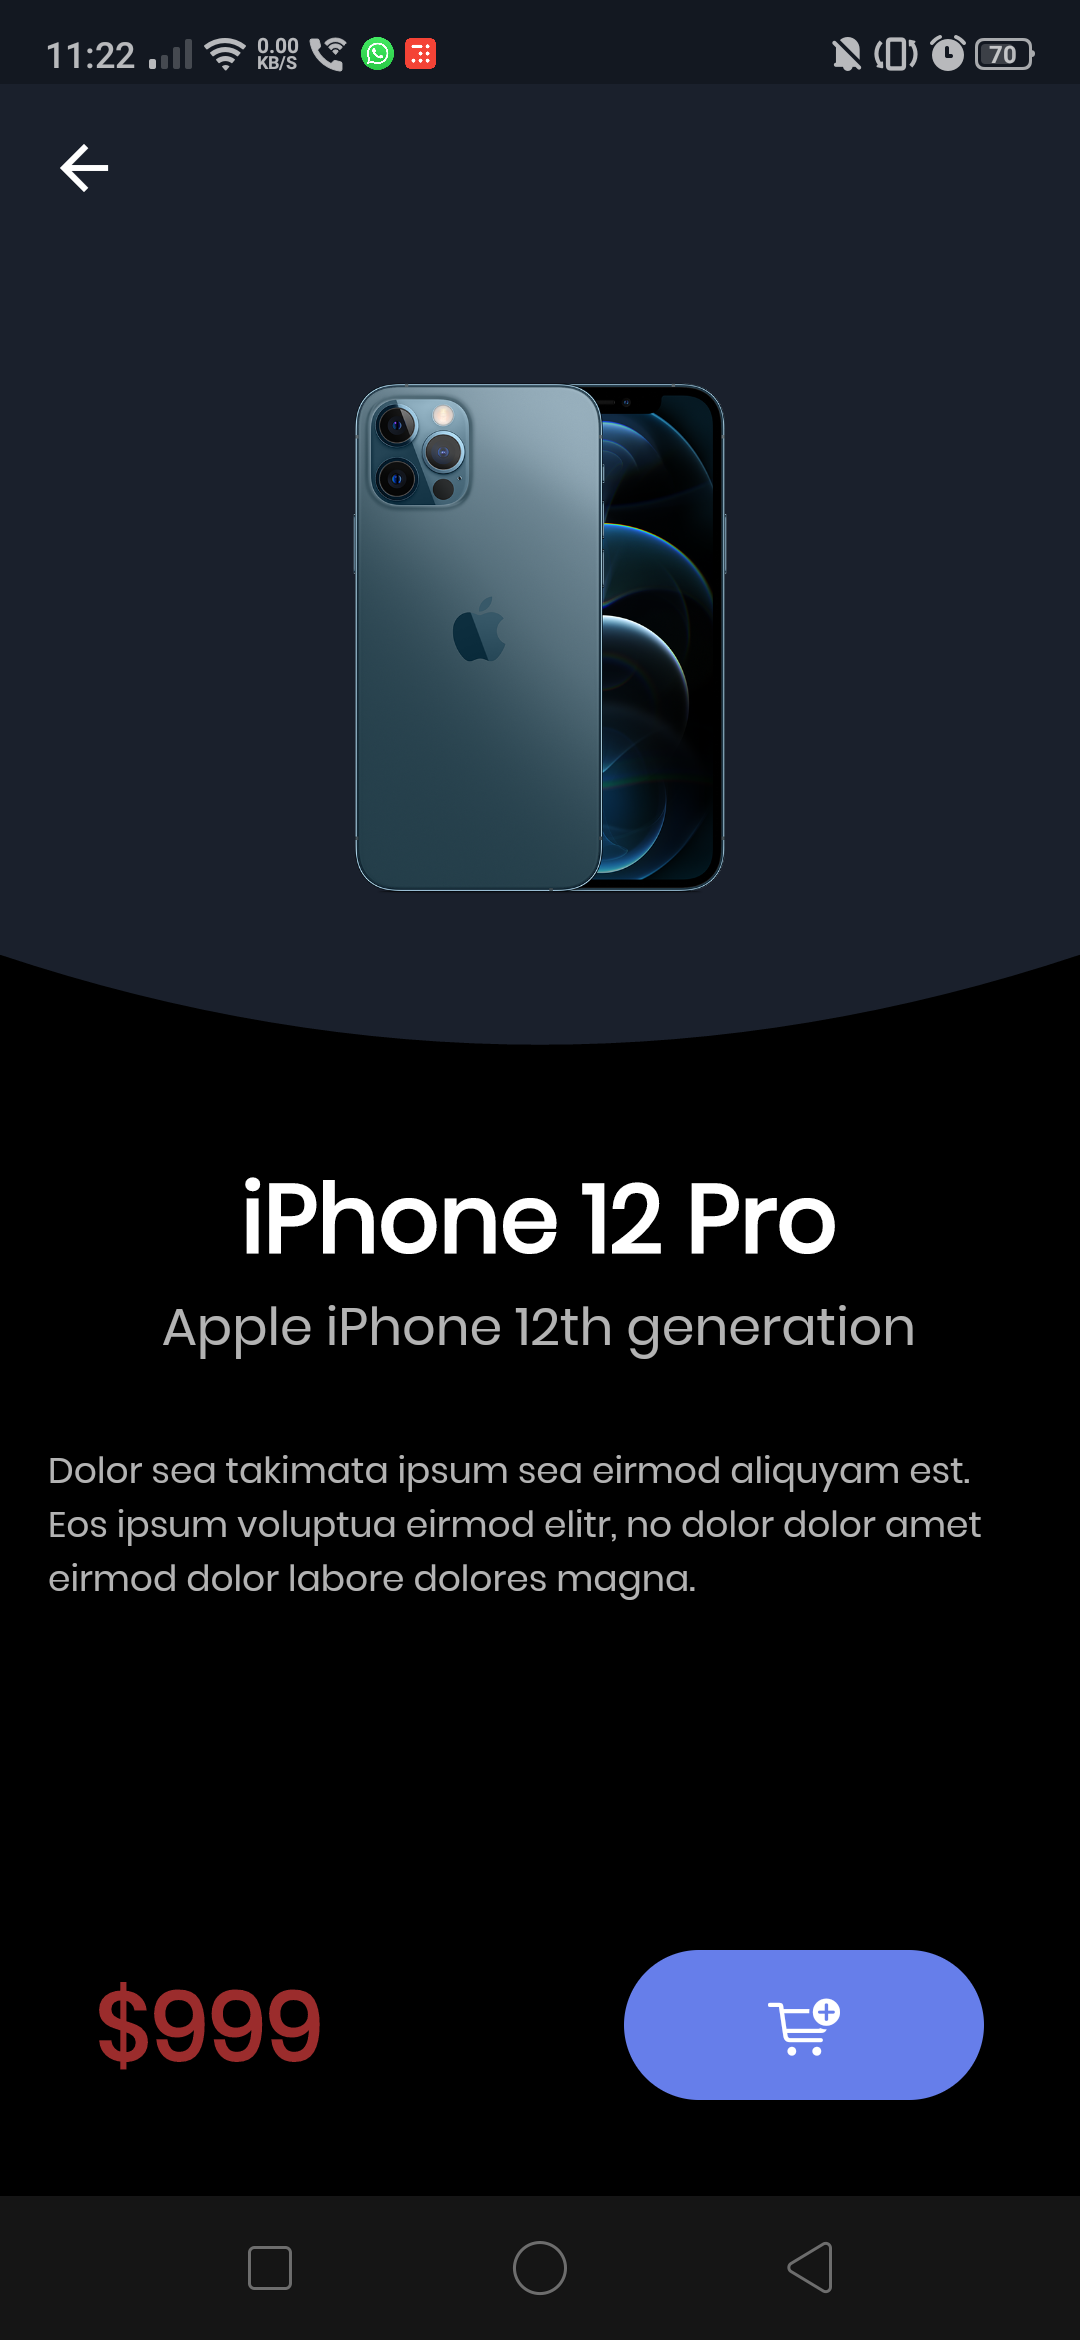 11:22
0.00
KB/S
70
iPhone 12 Pro
Apple iPhone 12th generation
Dolor sea takimata ipsum sea eirmod aliquyam est.
Eos ipsum voluptua eirmod elitr, no dolor dolor amet
eirmod dolor labore dolores magna.
$999